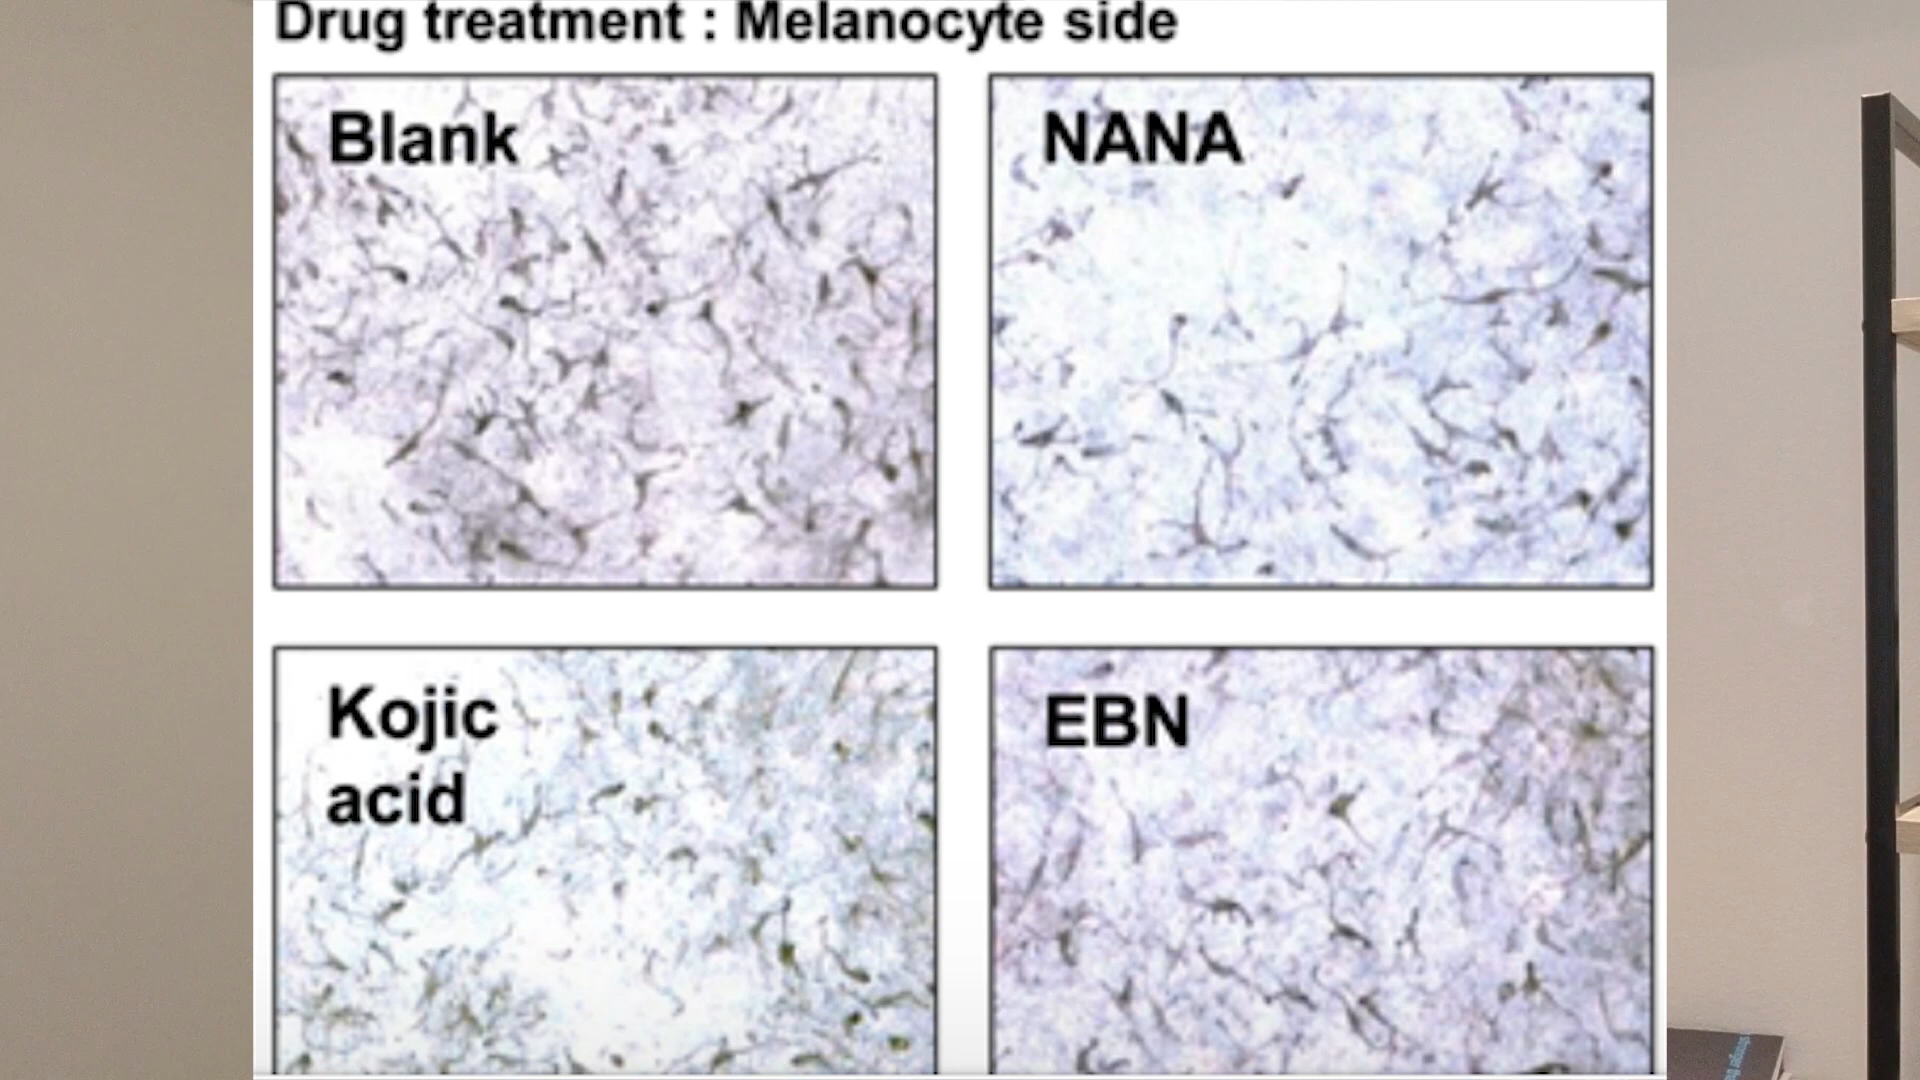 Drug treatment : Melanocyte side
Blank
NANA
Kojic
acid
EBN